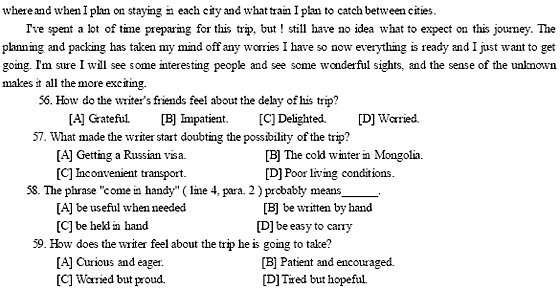 where and when I plan on staying in each city and what train I plan to catch between cities.
I've spent a lot of time preparing for this trip, but ! still have no idea what to expect on this journey. The
planning and packing has taken my mind off any worries I have so now everything is ready and I just want to get
going. I'm sure I will see some interesting people and see some wonderful sights, and the sense of the unknown
makes it all the more exciting.
56. How do the writer's friends feel about the delay of his trip?
[A] Grateful. [B] Impatient. [C] Delighted. [D] Worried.
57. What made the writer start doubting the possibility of the trip?
[A] Getting a Russian visa. [B] The cold winter in Mongolia.
[C] Inconvenient transport. [D] Poor living conditions.
58. The phrase "come in handy" ( line 4, para. 2 ) probably means______.
[A] be useful when needed [B] be written by hand
[C] be held in hand [D] be easy to carry
59. How does the writer feel about the trip he is going to take?
[A] Curious and eager. [B] Patient and encouraged.
[C] Worried but proud. [D] Tired but hopeful.